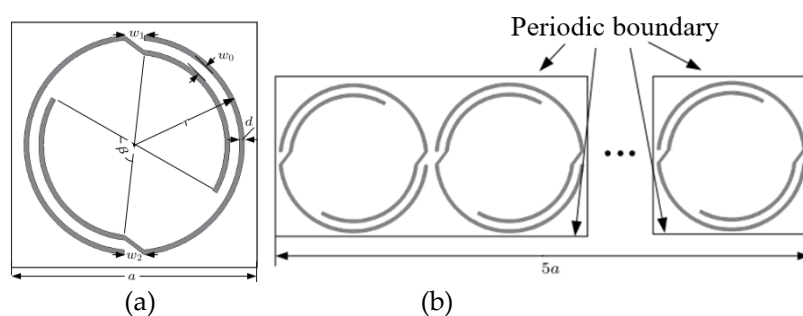 Periodic boundary
w₁
w₀
r
d
β
w₂
a
5a
(a)
(b)